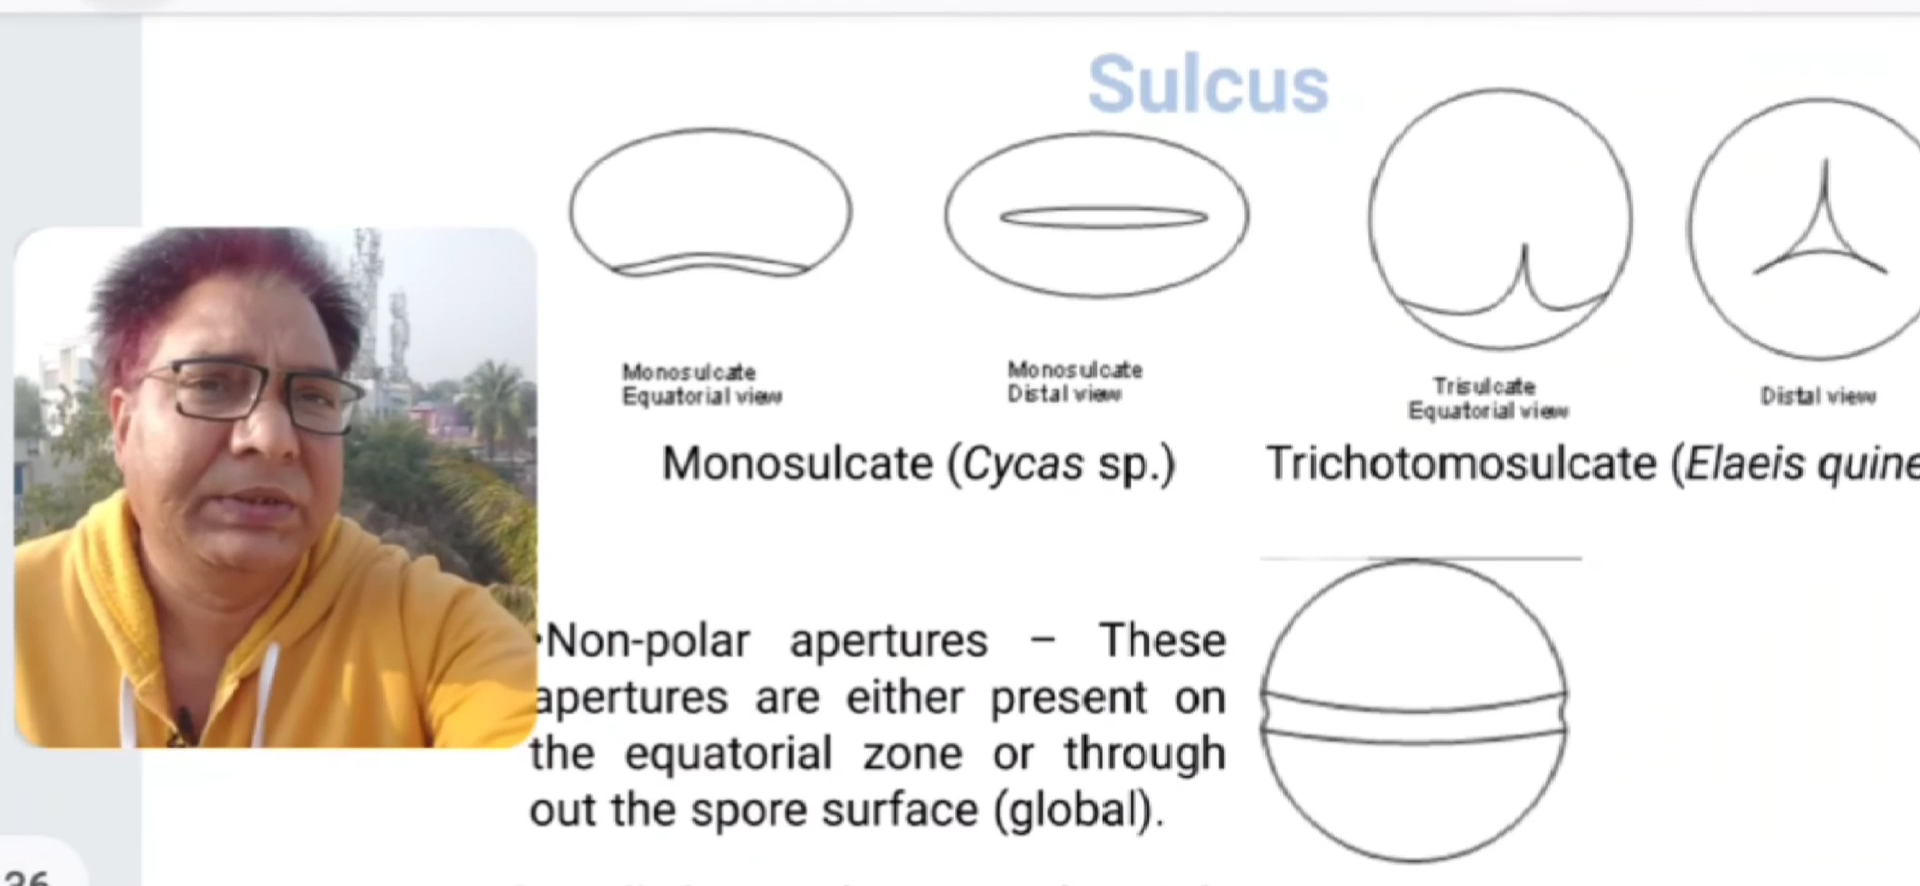 Sulcus
Monosulcate
Equatorial view
Monosulcate
Distal view
Trisulcate
Equatorial view
Distal view
Monosulcate (Cycas sp.)
Trichotomosulcate (Elaeis quine
•Non-polar apertures – These
apertures are either present on
the equatorial zone or through
out the spore surface (global).
36